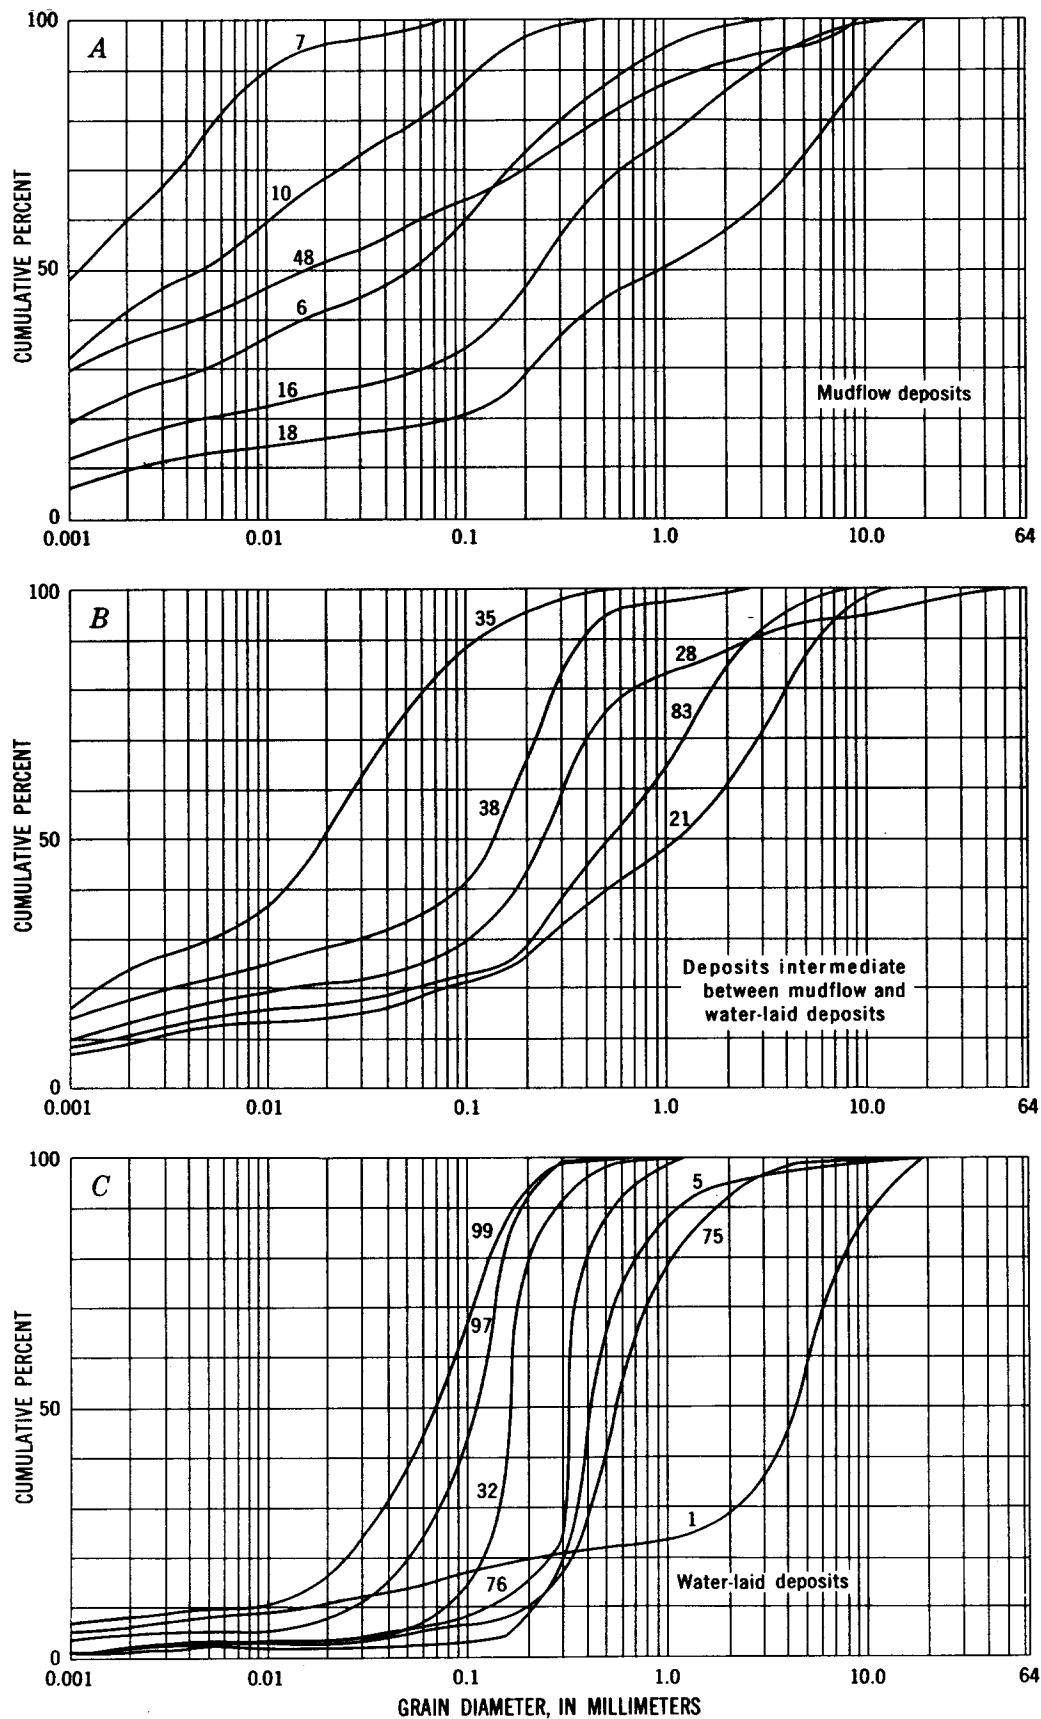 100
A
7
10
48
6
16
18
50
0
CUMULATIVE PERCENT
Mudflow deposits
0.001 0.01 0.1 1.0 10.0 64
100
B
35
28
83
38
21
50
0
CUMULATIVE PERCENT
Deposits intermediate
between mudflow and
water-laid deposits
0.001 0.01 0.1 1.0 10.0 64
100
C
5
99
75
97
50
32
1
76
0
CUMULATIVE PERCENT
Water-laid deposits
0.001 0.01 0.1 1.0 10.0 64
GRAIN DIAMETER, IN MILLIMETERS